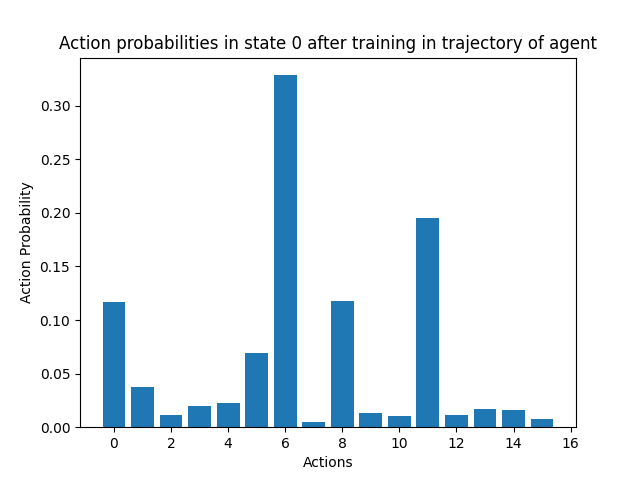 Action probabilities in state 0 after training in trajectory of agent
0.30
0.25
0.20
0.15
0.10
0.05
0.00
Action Probability
0 2 4 6 8 10 12 14 16
Actions